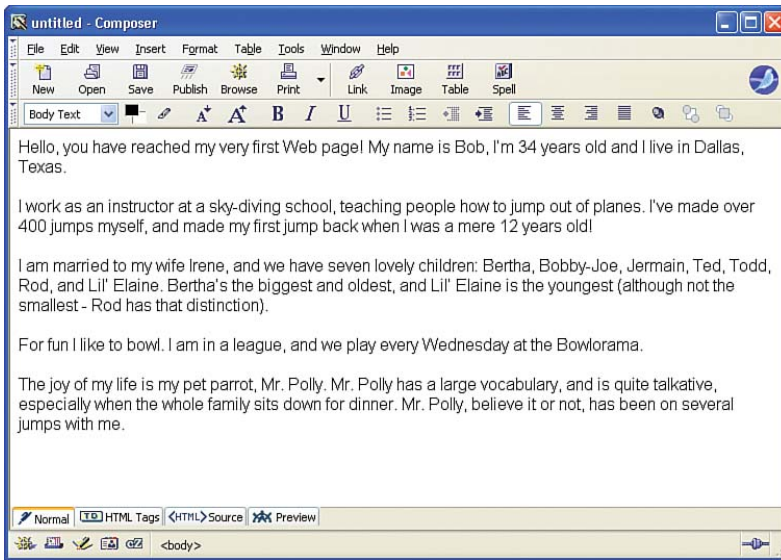 untitled - Composer
File Edit View Insert Format Table Tools Window Help
New Open Save Publish Browse Print Link Image Table Spell
Body Text B I U
Hello, you have reached my very first Web page! My name is Bob, I'm 34 years old and I live in Dallas,
Texas.
I work as an instructor at a sky-diving school, teaching people how to jump out of planes. I've made over
400 jumps myself, and made my first jump back when I was a mere 12 years old!
I am married to my wife Irene, and we have seven lovely children: Bertha, Bobby-Joe, Jermain, Ted, Todd,
Rod, and Lil' Elaine. Bertha's the biggest and oldest, and Lil' Elaine is the youngest (although not the
smallest - Rod has that distinction).
For fun I like to bowl. I am in a league, and we play every Wednesday at the Bowlorama.
The joy of my life is my pet parrot, Mr. Polly. Mr. Polly has a large vocabulary, and is quite talkative,
especially when the whole family sits down for dinner. Mr. Polly, believe it or not, has been on several
jumps with me.
Normal TD HTML Tags <HTML> Source Preview
<body>